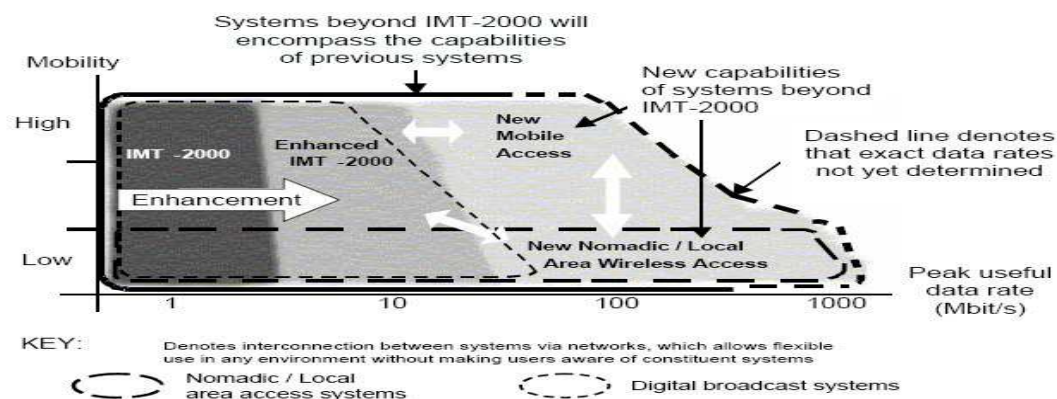 Systems beyond IMT-2000 will
encompass the capabilities
of previous systems
Mobility
New capabilities
of systems beyond
IMT-2000
High
New
Mobile
Access
Dashed line denotes
that exact data rates
not yet determined
IMT -2000
Enhanced
IMT -2000
Enhancement
Low
New Nomadic / Local
Area Wireless Access
Peak useful
data rate
(Mbit/s)
1 10 100 1000
KEY:
Denotes interconnection between systems via networks, which allows flexible
use in any environment without making users aware of constituent systems
Nomadic / Local
area access systems
Digital broadcast systems